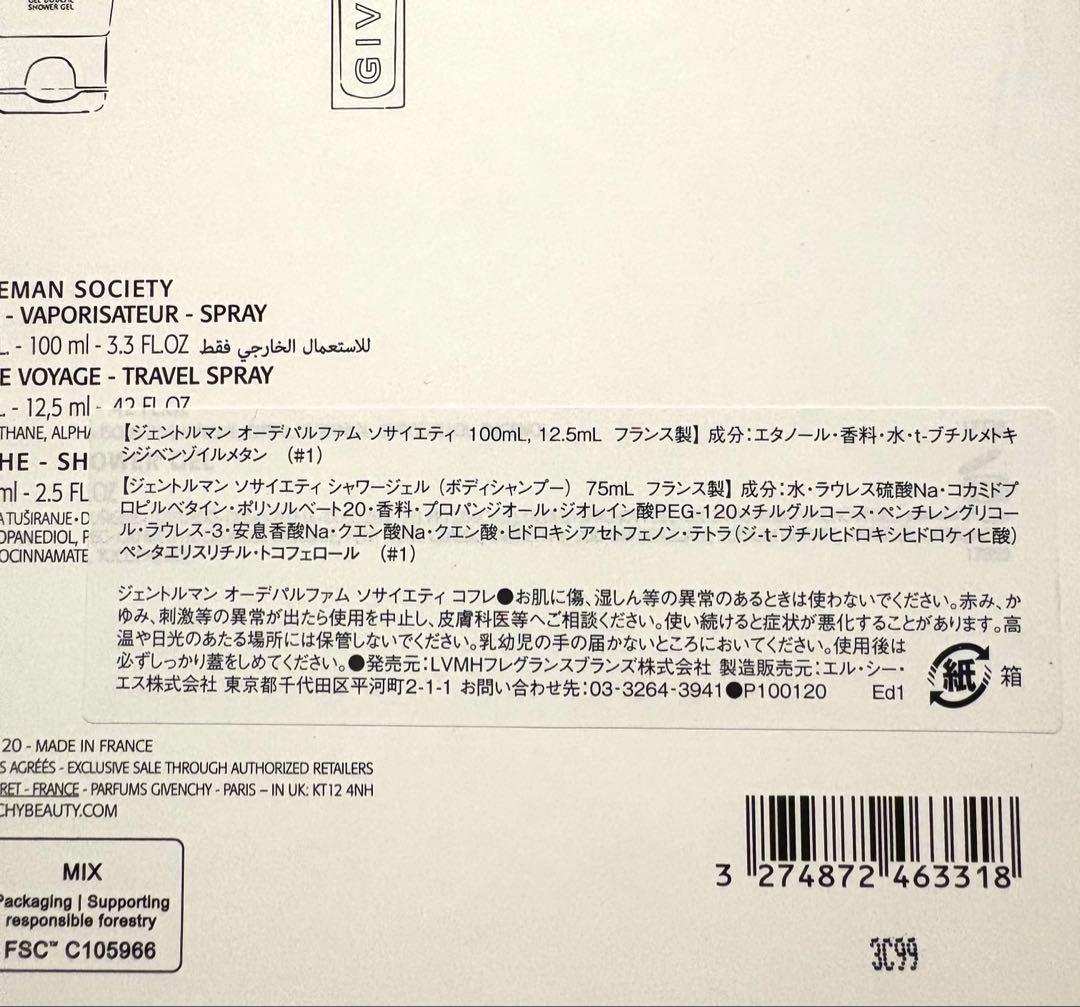 SHOWER GEL
GIV
EMAN SOCIETY
- VAPORISATEUR - SPRAY
L. - 100 ml - 3.3 FL.OZ للاستعمال الخارجي فقط
E VOYAGE - TRAVEL SPRAY
L - 12,5 ml - .42 FL.OZ
THANE, ALPHA
【ジェントルマン オーデパルファム ソサイエティ 100mL, 12.5mL フランス製】 成分：エタノール・香料・水・t-ブチルメトキ
シジベンゾイルメタン (#1)
HE - SHOWER GEL
ml - 2.5 FL.OZ
【ジェントルマン ソサイエティ シャワージェル（ボディシャンプー） 75mL フランス製】 成分：水・ラウレス硫酸Na・コカミドプ
ロピルベタイン・ポリソルベート20・香料・プロパンジオール・ジオレイン酸PEG-120メチルグルコース・ペンチレングリコー
ル・ラウレス-3・安息香酸Na・クエン酸Na・クエン酸・ヒドロキシアセトフェノン・テトラ(ジ-t-ブチルヒドロキシヒドロケイヒ酸)
ペンタエリスリチル・トコフェロール (#1)
A TUŠIRANJE • D
OPANEDIOL, P
OCINNAMATE
ジェントルマン オーデパルファム ソサイエティ コフレ●お肌に傷、湿しん等の異常のあるときは使わないでください。赤み、か
ゆみ、刺激等の異常が出たら使用を中止し、皮膚科医等へご相談ください。使い続けると症状が悪化することがあります。高
温や日光のあたる場所には保管しないでください。乳幼児の手の届かないところにおいてください。使用後は
必ずしっかり蓋をしめてください。●発売元：LVMHフレグランスブランズ株式会社 製造販売元：エル・シー・
エス株式会社 東京都千代田区平河町2-1-1 お問い合わせ先：03-3264-3941●P100120 Ed1
紙 箱
20 - MADE IN FRANCE
S AGRÉÉS - EXCLUSIVE SALE THROUGH AUTHORIZED RETAILERS
RET - FRANCE - PARFUMS GIVENCHY - PARIS – IN UK: KT12 4NH
CHYBEAUTY.COM
MIX
Packaging | Supporting
responsible forestry
FSC™ C105966
3 274872 463318
3C99